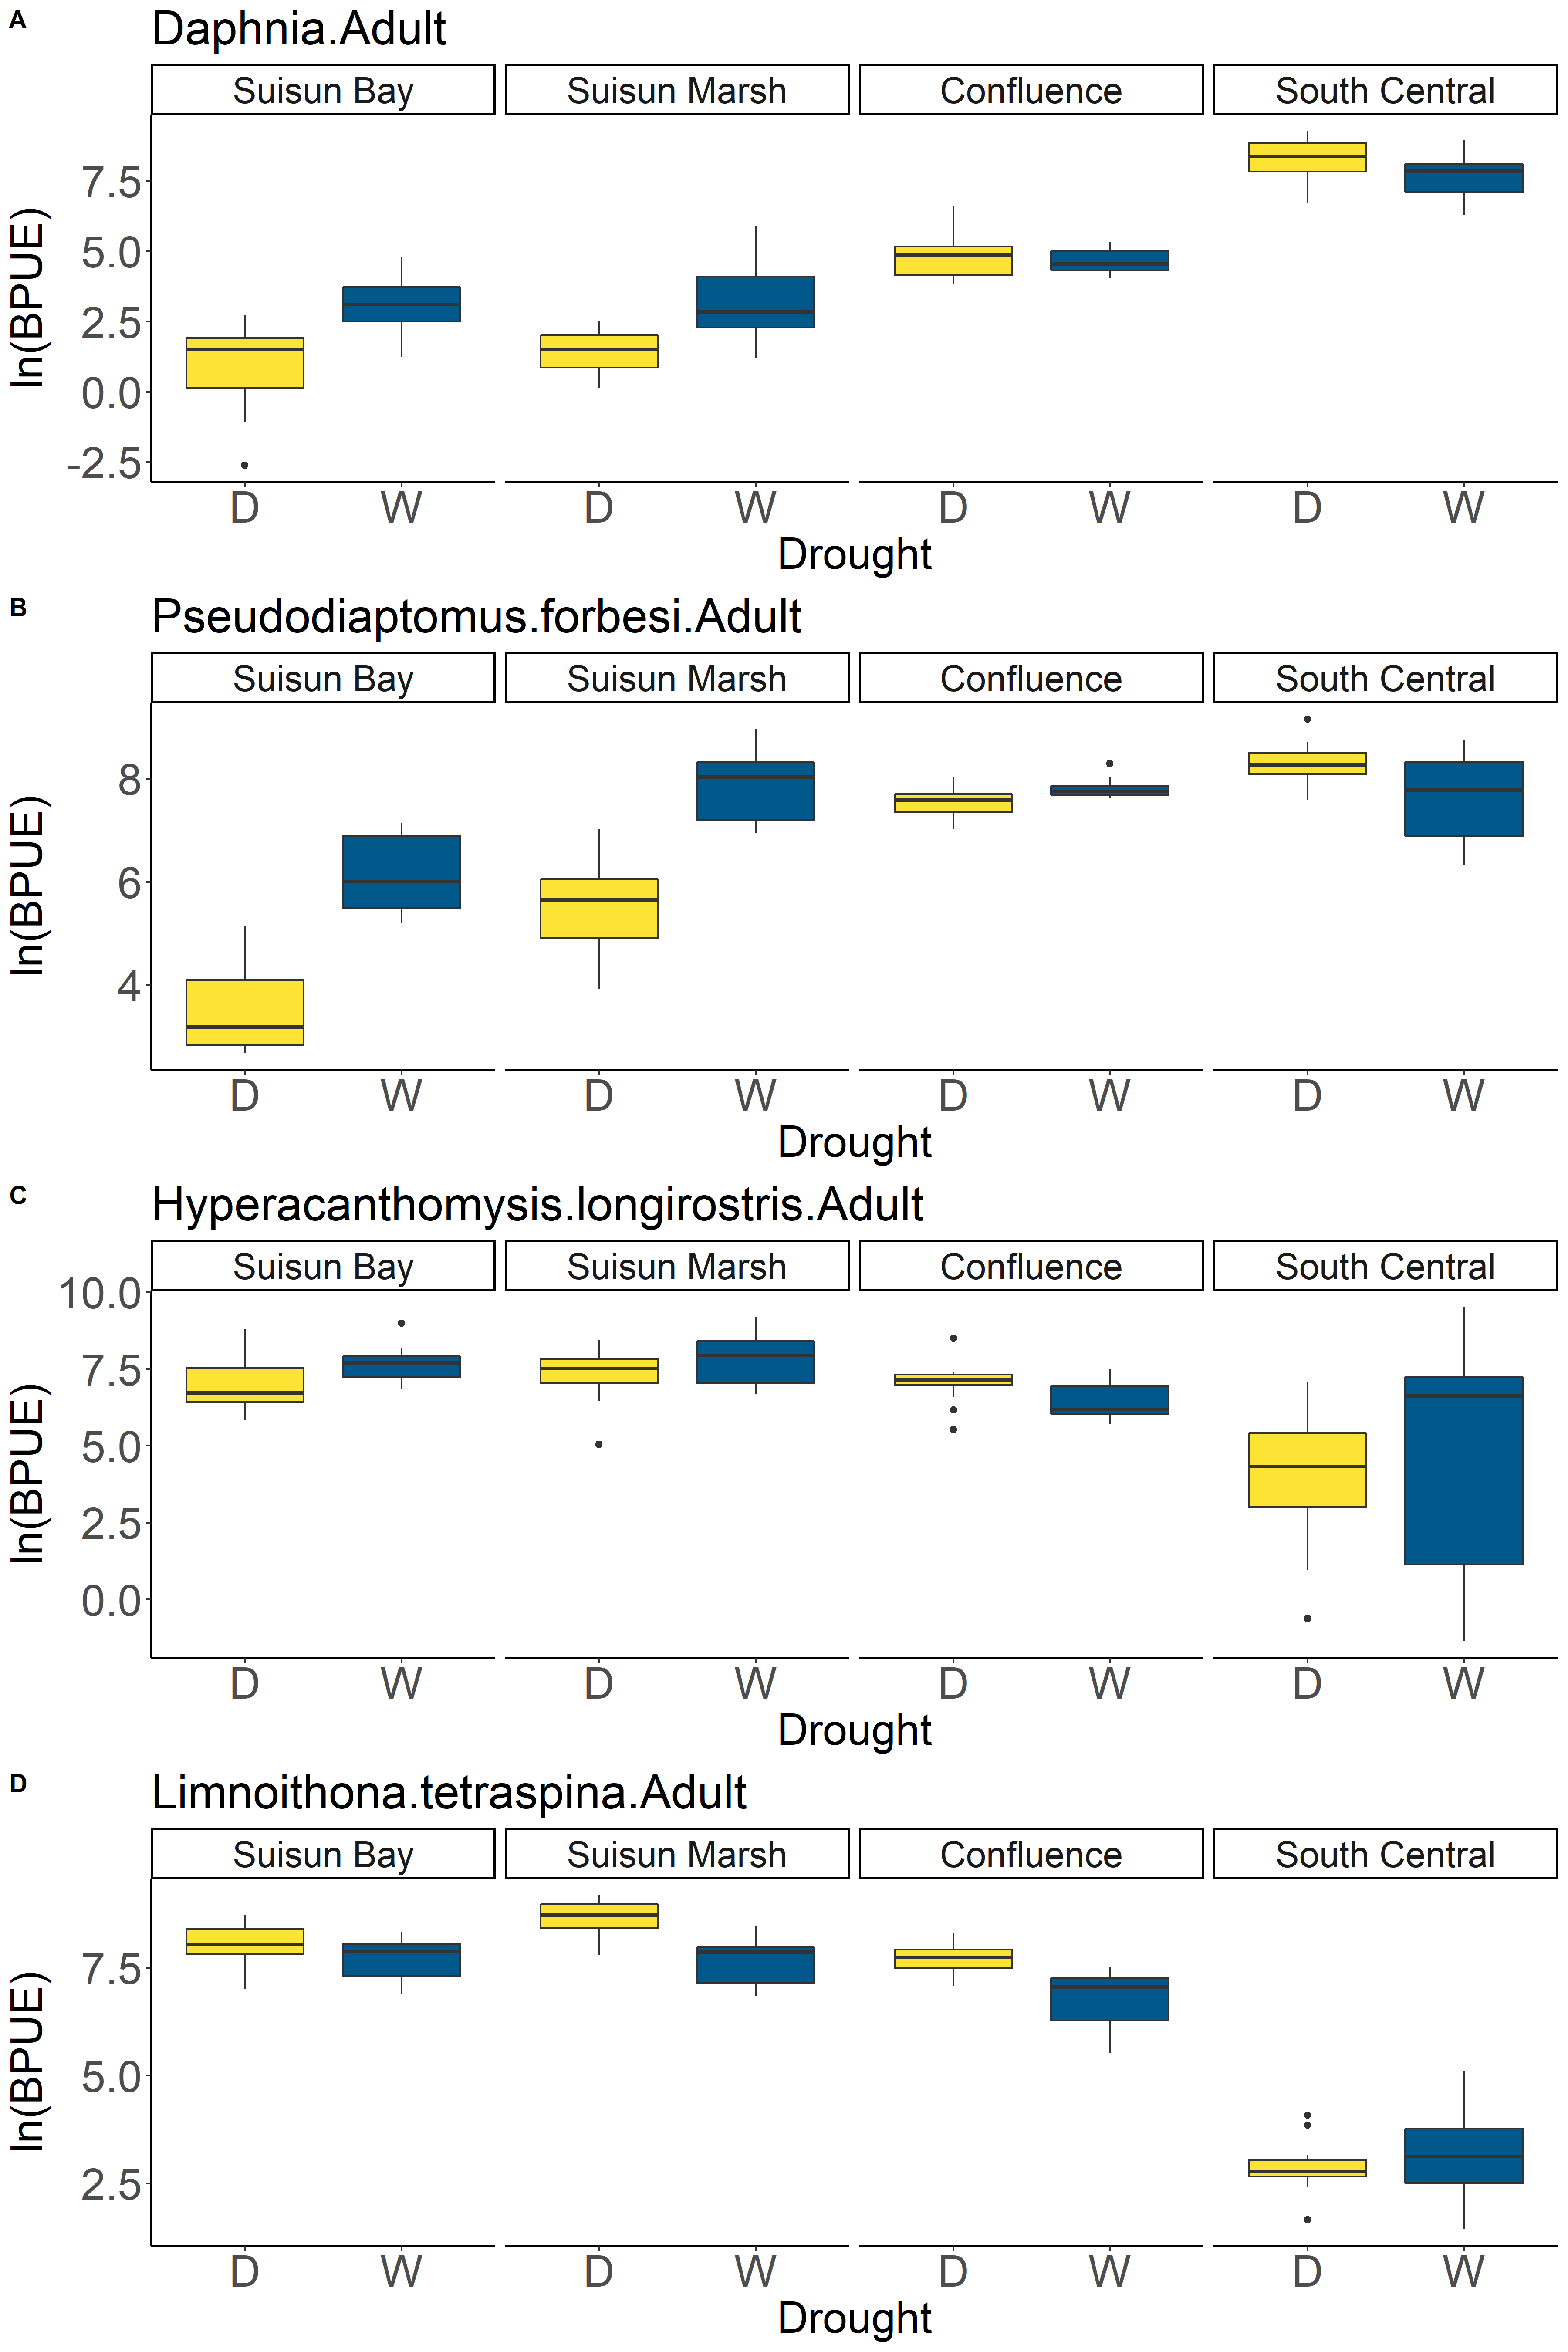 A
Daphnia.Adult
Suisun Bay Suisun Marsh Confluence South Central
ln(BPUE)
7.5
5.0
2.5
0.0
-2.5
D W D W D W D W
Drought
B
Pseudodiaptomus.forbesi.Adult
Suisun Bay Suisun Marsh Confluence South Central
ln(BPUE)
8
6
4
D W D W D W D W
Drought
C
Hyperacanthomysis.longirostris.Adult
Suisun Bay Suisun Marsh Confluence South Central
ln(BPUE)
10.0
7.5
5.0
2.5
0.0
D W D W D W D W
Drought
D
Limnoithona.tetraspina.Adult
Suisun Bay Suisun Marsh Confluence South Central
ln(BPUE)
7.5
5.0
2.5
D W D W D W D W
Drought